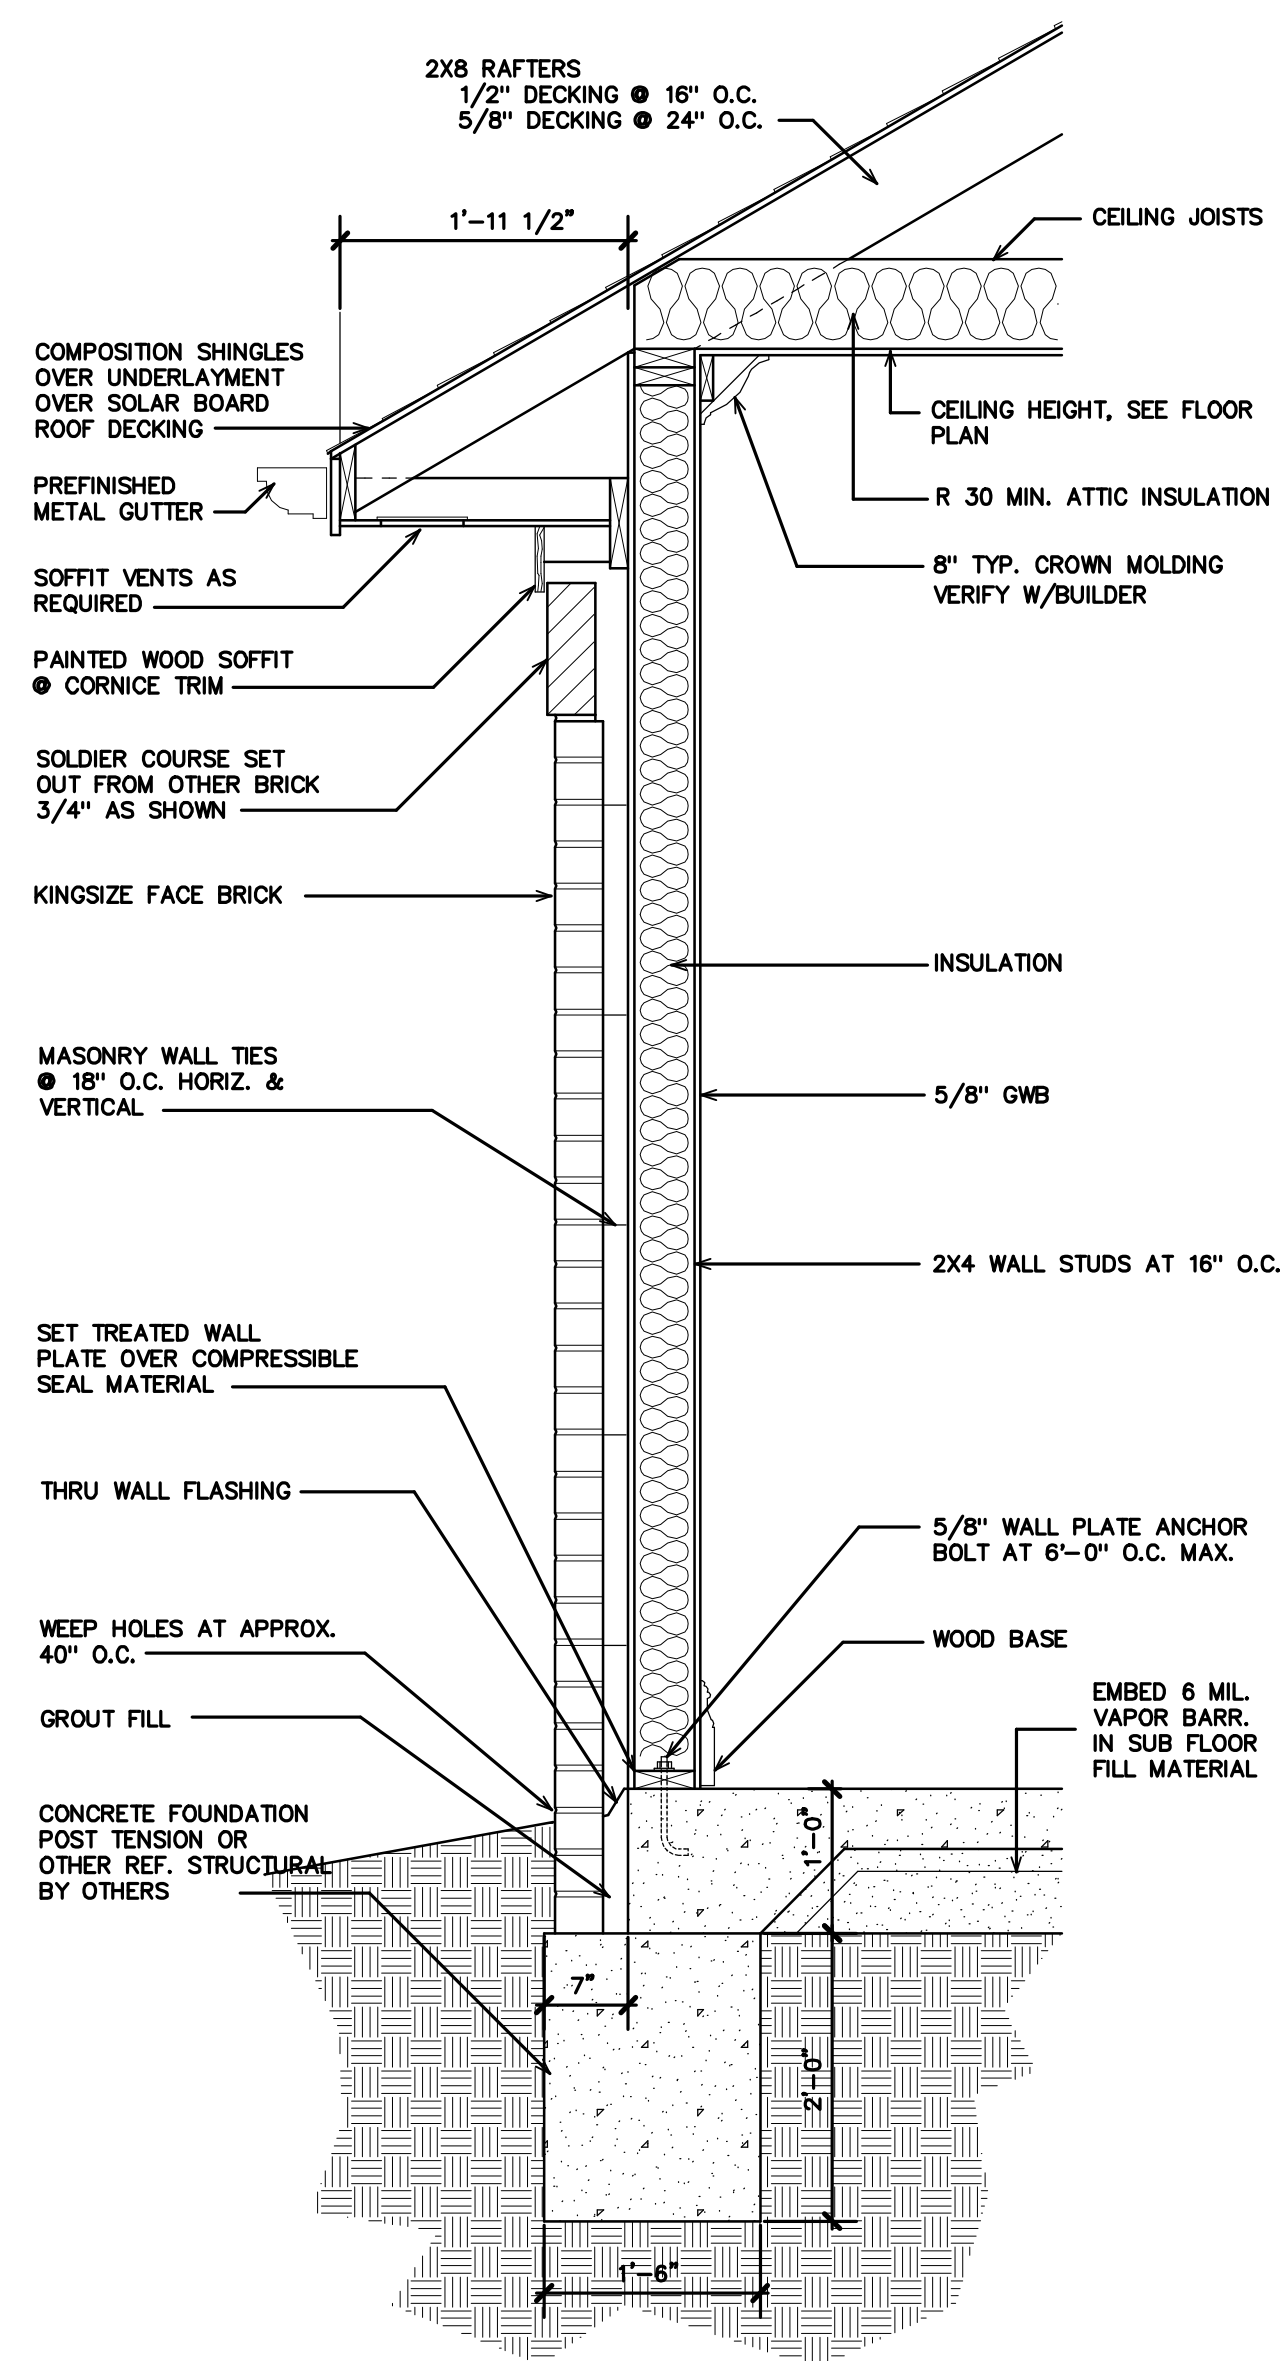 2X8 RAFTERS
1/2" DECKING @ 16" O.C.
5/8" DECKING @ 24" O.C.
1'-11 1/2"
CEILING JOISTS
COMPOSITION SHINGLES
OVER UNDERLAYMENT
OVER SOLAR BOARD
ROOF DECKING
CEILING HEIGHT, SEE FLOOR
PLAN
PREFINISHED
METAL GUTTER
R 30 MIN. ATTIC INSULATION
SOFFIT VENTS AS
REQUIRED
8" TYP. CROWN MOLDING
VERIFY W/BUILDER
PAINTED WOOD SOFFIT
@ CORNICE TRIM
SOLDIER COURSE SET
OUT FROM OTHER BRICK
3/4" AS SHOWN
KINGSIZE FACE BRICK
INSULATION
MASONRY WALL TIES
@ 18" O.C. HORIZ. &
VERTICAL
5/8" GWB
2X4 WALL STUDS AT 16" O.C.
SET TREATED WALL
PLATE OVER COMPRESSIBLE
SEAL MATERIAL
THRU WALL FLASHING
5/8" WALL PLATE ANCHOR
BOLT AT 6'-0" O.C. MAX.
WEEP HOLES AT APPROX.
40" O.C.
WOOD BASE
GROUT FILL
EMBED 6 MIL.
VAPOR BARR.
IN SUB FLOOR
FILL MATERIAL
CONCRETE FOUNDATION
POST TENSION OR
OTHER REF. STRUCTURAL
BY OTHERS
1'-0"
7"
2'-0"
1'-6"